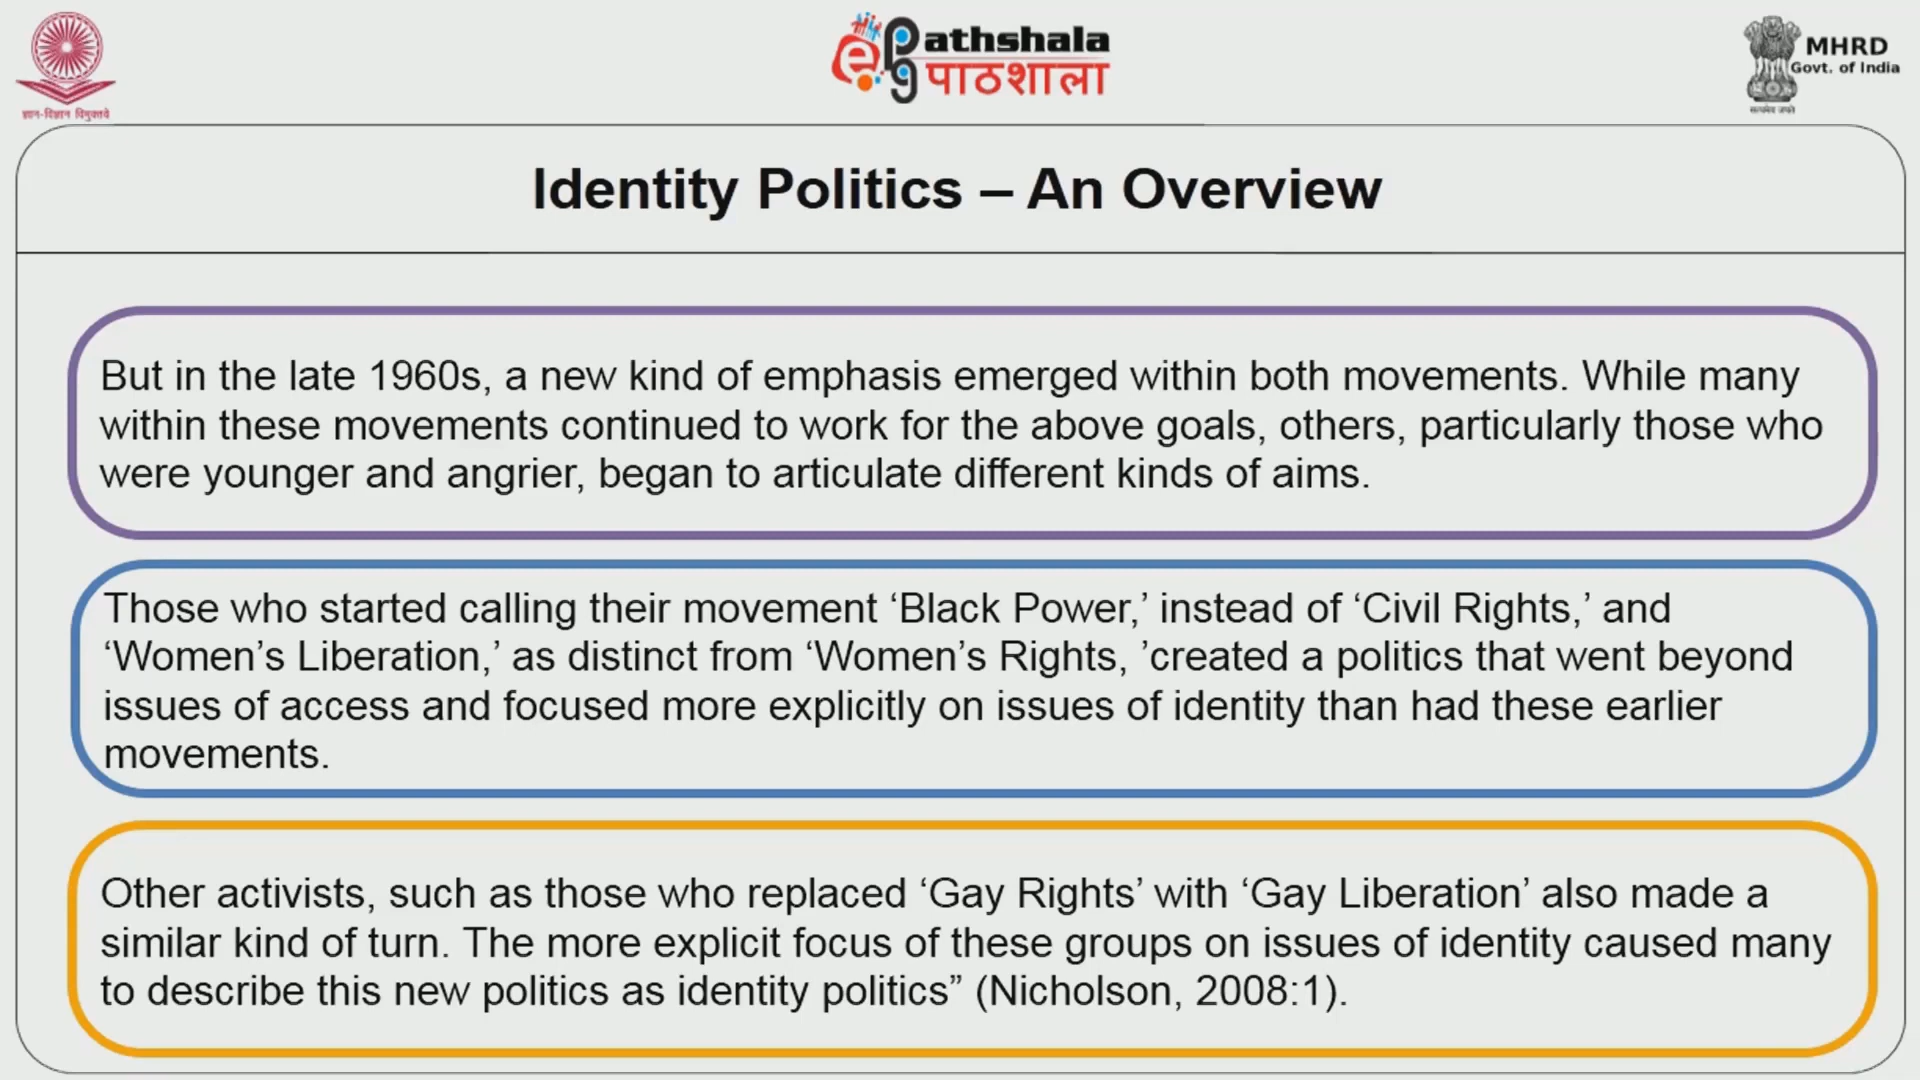 ज्ञान-विज्ञान विमुक्तये
e pg Pathshala
पाठशाला
MHRD
Govt. of India
सत्यमेव जयते
Identity Politics – An Overview
But in the late 1960s, a new kind of emphasis emerged within both movements. While many
within these movements continued to work for the above goals, others, particularly those who
were younger and angrier, began to articulate different kinds of aims.
Those who started calling their movement ‘Black Power,’ instead of ‘Civil Rights,’ and
‘Women’s Liberation,’ as distinct from ‘Women’s Rights, ’created a politics that went beyond
issues of access and focused more explicitly on issues of identity than had these earlier
movements.
Other activists, such as those who replaced ‘Gay Rights’ with ‘Gay Liberation’ also made a
similar kind of turn. The more explicit focus of these groups on issues of identity caused many
to describe this new politics as identity politics” (Nicholson, 2008:1).